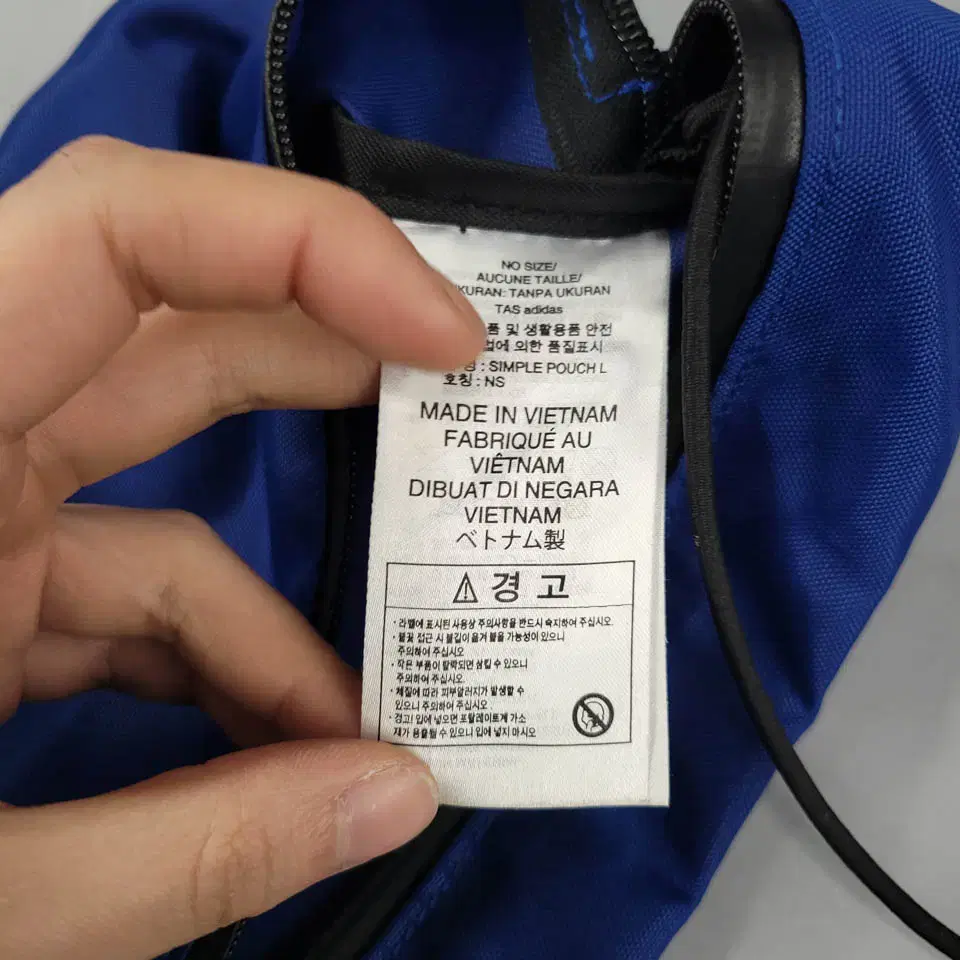 NO SIZE/
AUCUNE TAILLE/
KURAN: TANPA UKURAN
TAS adidas
품 및 생활용품 안전
법에 의한 품질표시
: SIMPLE POUCH L
호칭 : NS
MADE IN VIETNAM
FABRIQUÉ AU
VIÊTNAM
DIBUAT DI NEGARA
VIETNAM
ベトナム製
⚠ 경 고
· 라벨에 표시된 사용상 주의사항을 반드시 숙지하여 주십시오.
· 불꽃 접근 시 불길이 옮겨 붙을 가능성이 있으니
주의하여 주십시오
· 작은 부품이 탈락되면 삼킬 수 있으니
주의하여 주십시오.
· 체질에 따라 피부알러지가 발생할 수
있으니 주의하여 주십시오
· 경고! 입에 넣으면 프탈레이트계 가소
제가 용출될 수 있으니 입에 넣지 마시오